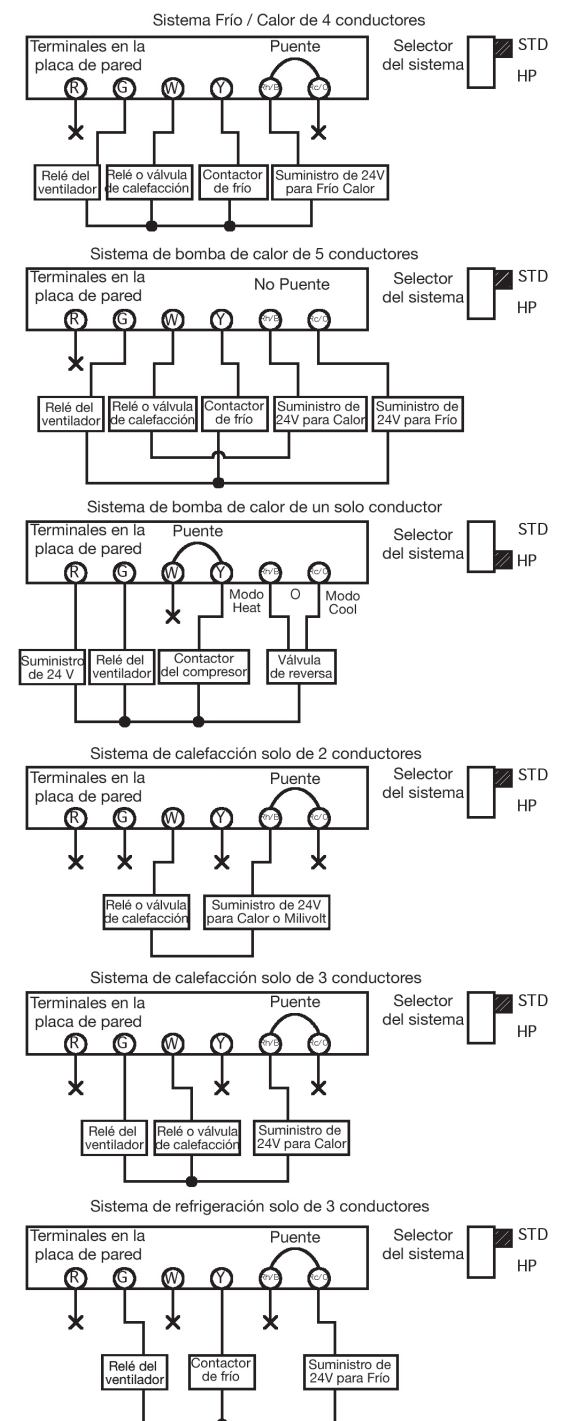 Sistema Frío / Calor de 4 conductores
Terminales en la
placa de pared
Puente
Selector
del sistema
STD
HP
R G W Y Rh/B Rc/O
Relé del
ventilador
Relé o válvula
de calefacción
Contactor
de frío
Suministro de 24V
para Frío Calor
Sistema de bomba de calor de 5 conductores
Terminales en la
placa de pared
No Puente
Selector
del sistema
STD
HP
R G W Y Rh/B Rc/O
Relé del
ventilador
Relé o válvula
de calefacción
Contactor
de frío
Suministro de
24V para Calor
Suministro de
24V para Frío
Sistema de bomba de calor de un solo conductor
Terminales en la
placa de pared
Puente
Selector
del sistema
STD
HP
R G W Y Rh/B Rc/O
Modo
Heat
O
Modo
Cool
Suministro
de 24 V
Relé del
ventilador
Contactor
del compresor
Válvula
de reversa
Sistema de calefacción solo de 2 conductores
Terminales en la
placa de pared
Puente
Selector
del sistema
STD
HP
R G W Y Rh/B Rc/O
Relé o válvula
de calefacción
Suministro de 24V
para Calor o Milivolt
Sistema de calefacción solo de 3 conductores
Terminales en la
placa de pared
Puente
Selector
del sistema
STD
HP
R G W Y Rh/B Rc/O
Relé del
ventilador
Relé o válvula
de calefacción
Suministro de
24V para Calor
Sistema de refrigeración solo de 3 conductores
Terminales en la
placa de pared
Puente
Selector
del sistema
STD
HP
R G W Y Rh/B Rc/O
Relé del
ventilador
Contactor
de frío
Suministro de
24V para Frío